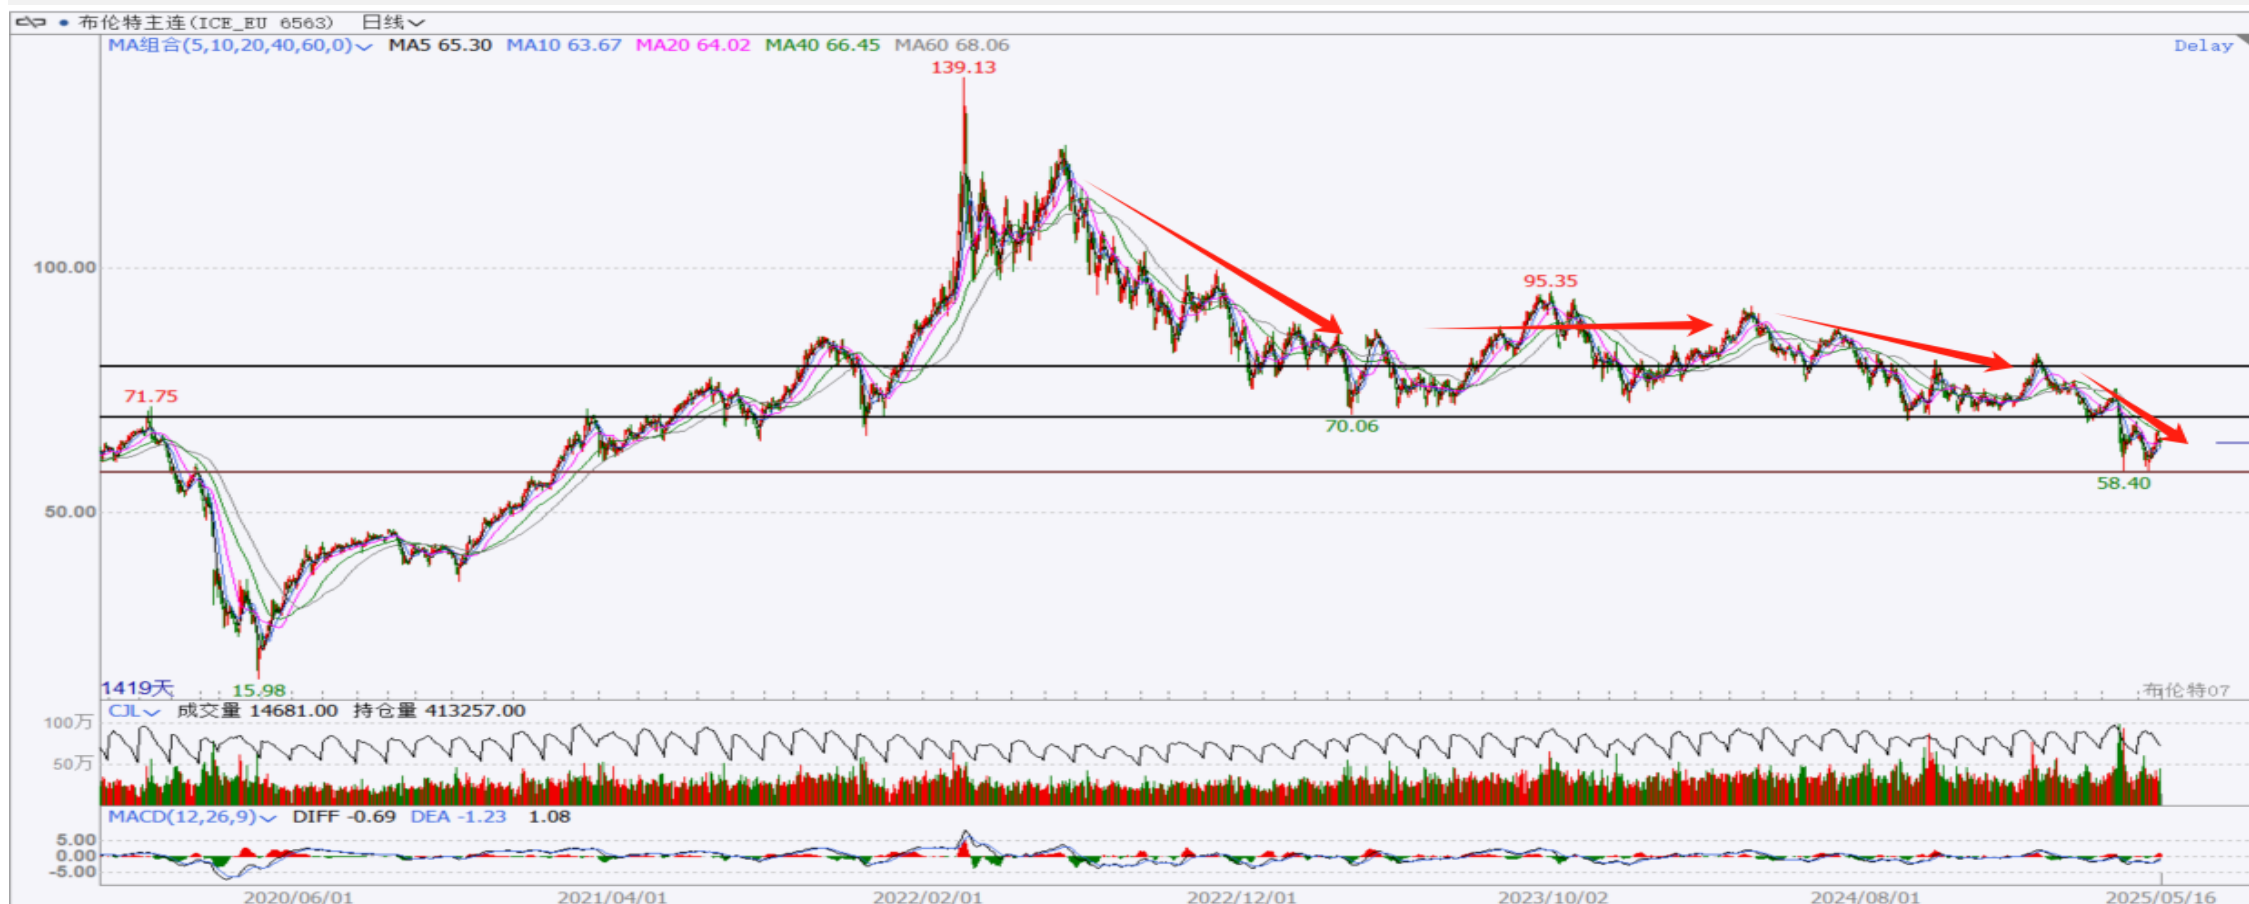 布伦特主连(ICE_EU 6563) 日线
MA组合(5,10,20,40,60,0) MA5 65.30 MA10 63.67 MA20 64.02 MA40 66.45 MA60 68.06
Delay
139.13
100.00
95.35
71.75
70.06
58.40
50.00
1419天
15.98
布伦特07
CJL 成交量 14681.00 持仓量 413257.00
100万
50万
MACD(12,26,9) DIFF -0.69 DEA -1.23 1.08
5.00
0.00
-5.00
2020/06/01 2021/04/01 2022/02/01 2022/12/01 2023/10/02 2024/08/01 2025/05/16